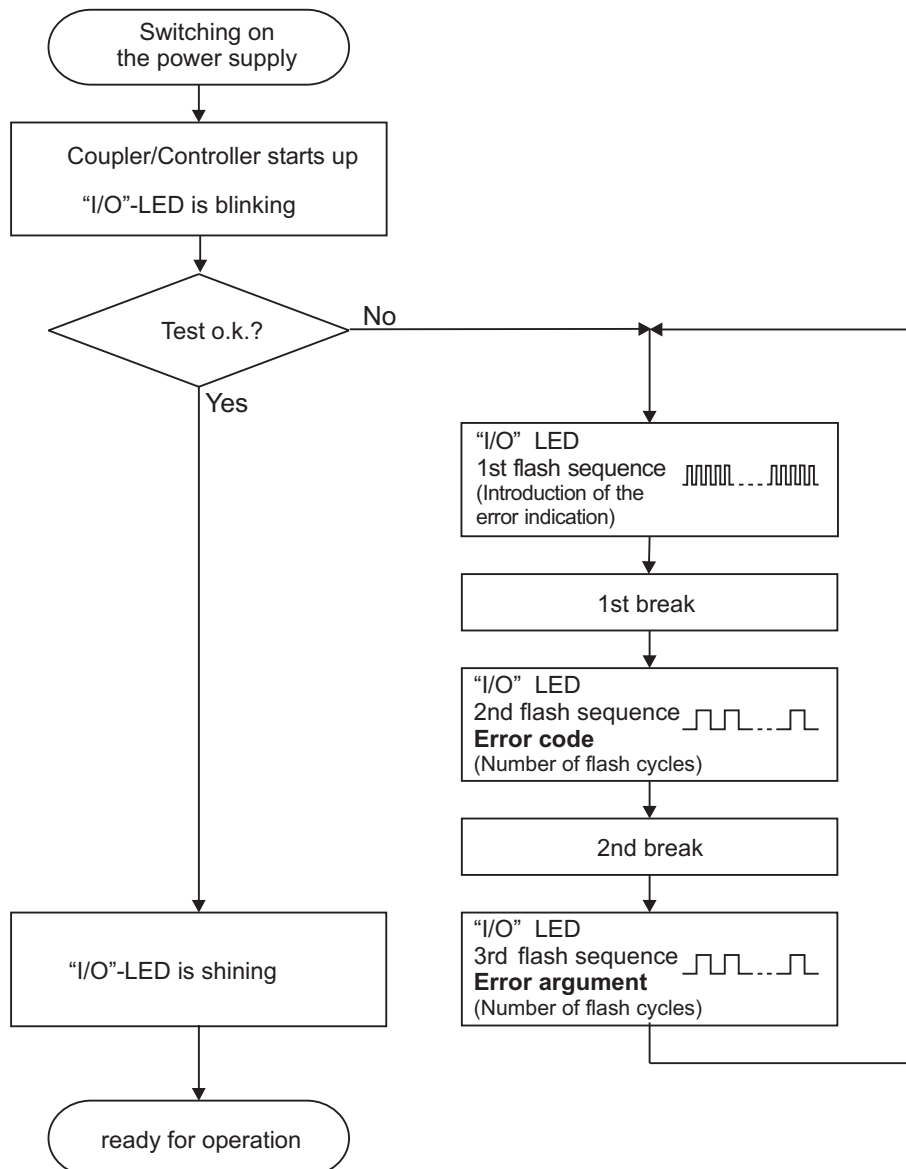 Switching on
the power supply
Coupler/Controller starts up
“I/O”-LED is blinking
Test o.k.?
No
Yes
“I/O” LED
1st flash sequence
(Introduction of the
error indication)
1st break
“I/O” LED
2nd flash sequence
Error code
(Number of flash cycles)
2nd break
“I/O” LED
3rd flash sequence
Error argument
(Number of flash cycles)
“I/O”-LED is shining
ready for operation